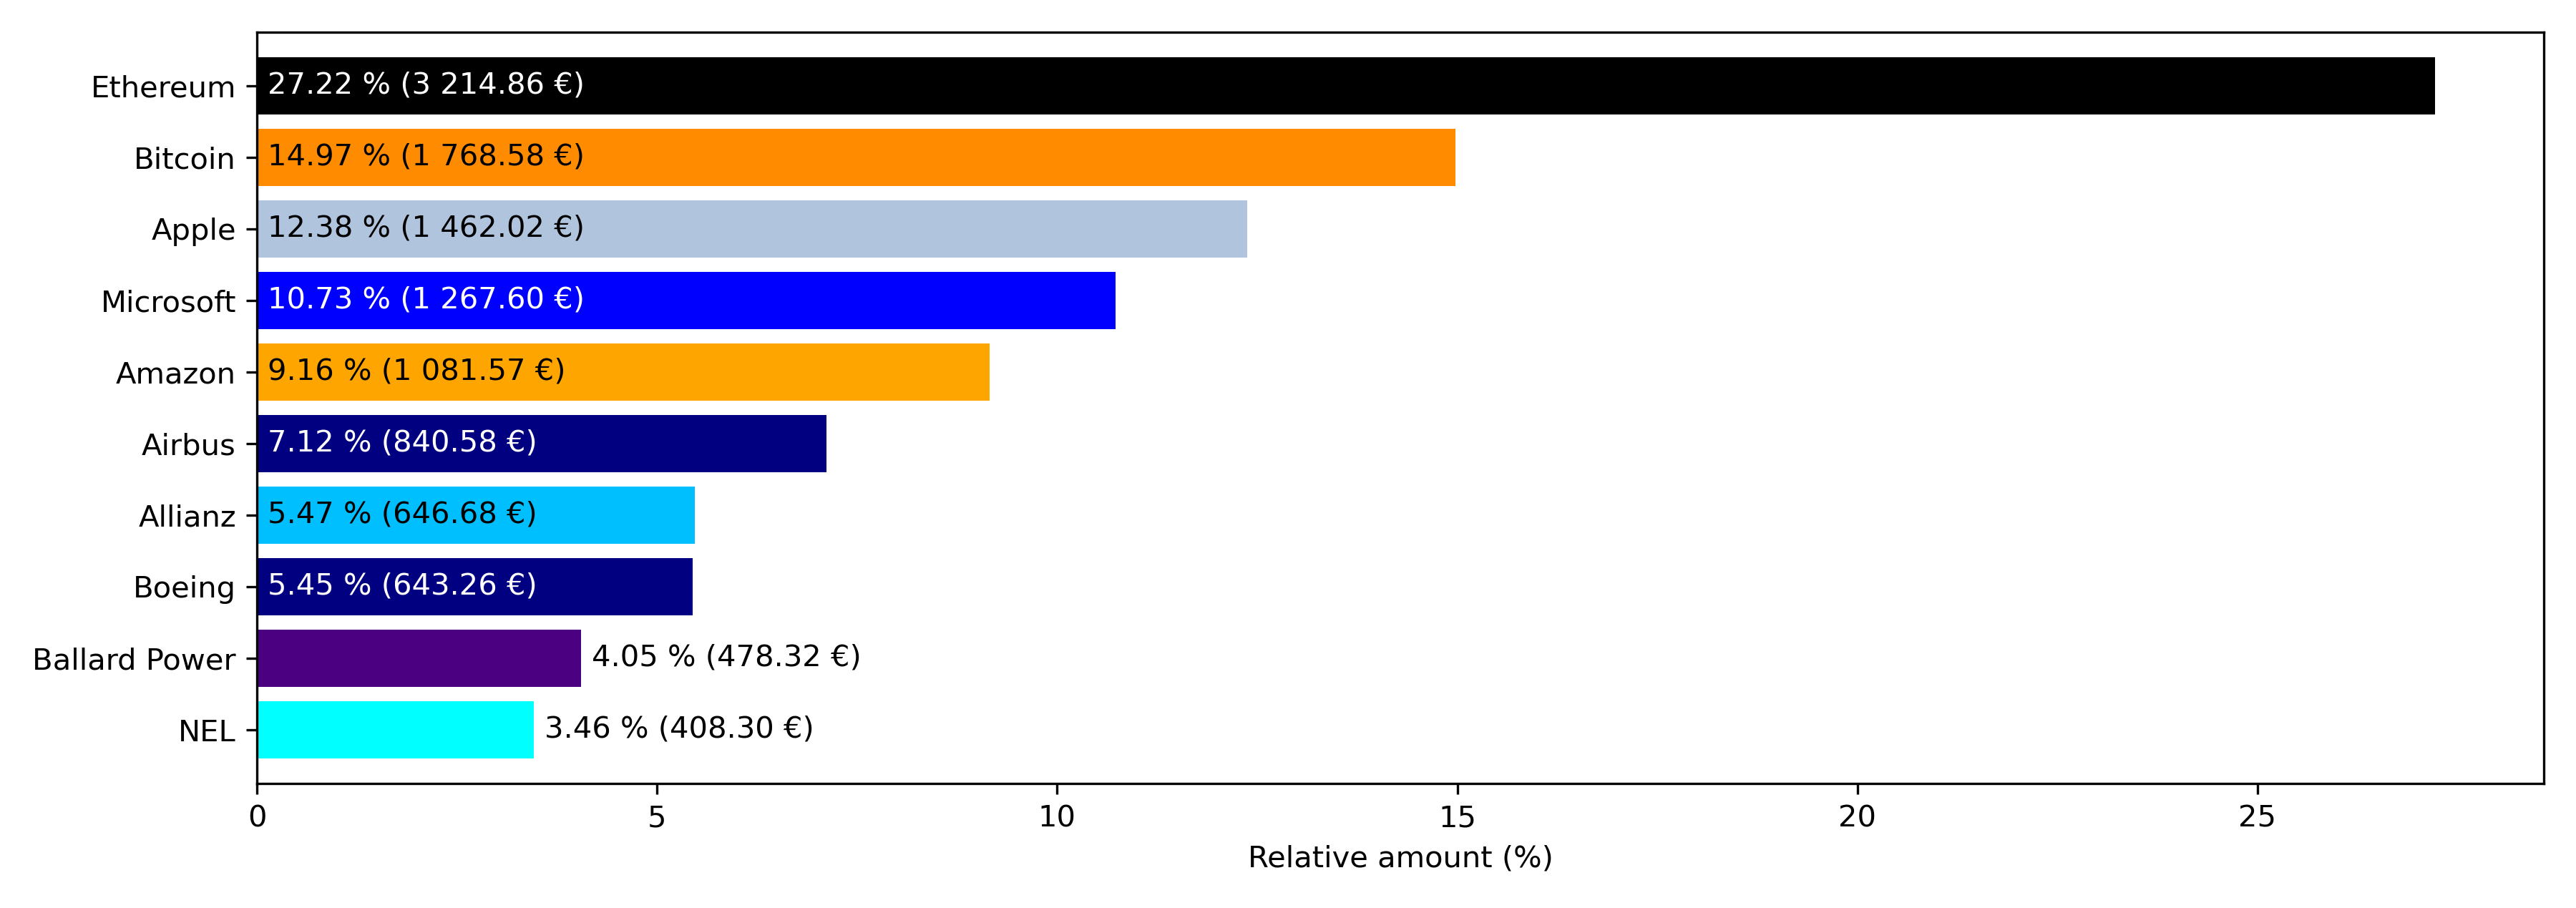 Ethereum 27.22 % (3 214.86 €)
Bitcoin 14.97 % (1 768.58 €)
Apple 12.38 % (1 462.02 €)
Microsoft 10.73 % (1 267.60 €)
Amazon 9.16 % (1 081.57 €)
Airbus 7.12 % (840.58 €)
Allianz 5.47 % (646.68 €)
Boeing 5.45 % (643.26 €)
Ballard Power 4.05 % (478.32 €)
NEL 3.46 % (408.30 €)
0 5 10 15 20 25
Relative amount (%)